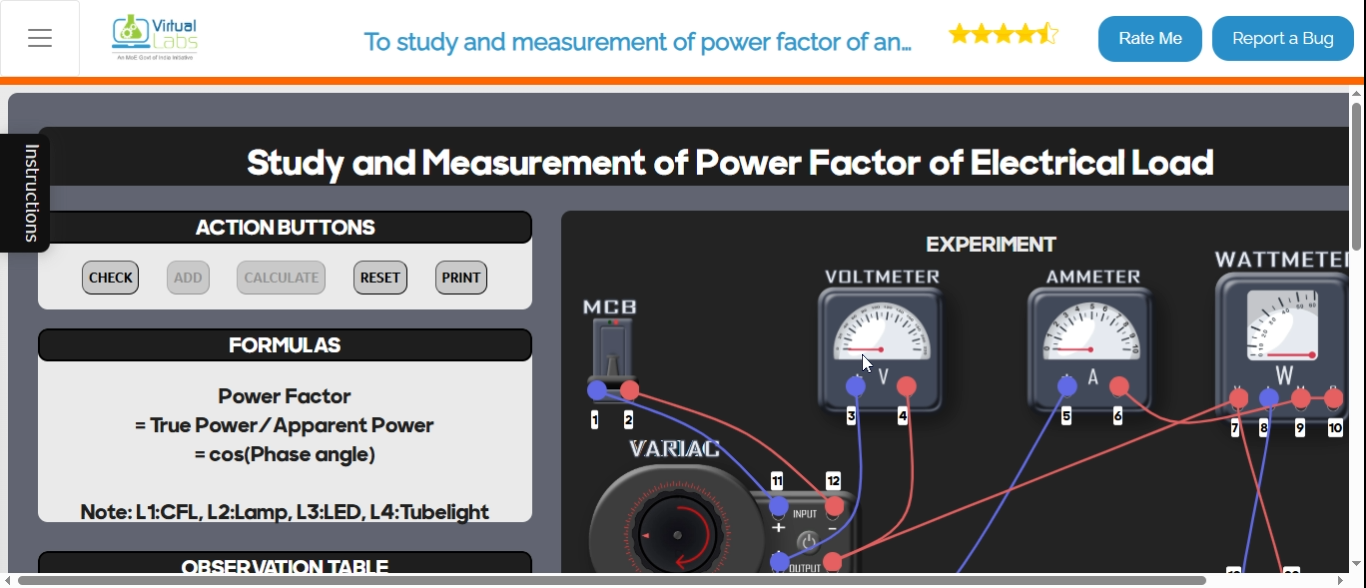 Virtual
Labs
An MoE Govt of India Initiative
To study and measurement of power factor of an...
Rate Me
Report a Bug
Instructions
Study and Measurement of Power Factor of Electrical Load
ACTION BUTTONS
CHECK
ADD
CALCULATE
RESET
PRINT
FORMULAS
Power Factor
= True Power/Apparent Power
= cos(Phase angle)
Note: L1:CFL, L2:Lamp, L3:LED, L4:Tubelight
OBSERVATION TABLE
EXPERIMENT
MCB
1 2
VOLTMETER
V
3 4
AMMETER
A
5 6
WATTMETER
W
7 8 9 10
VARIAC
11 12
INPUT
+ −
OUTPUT